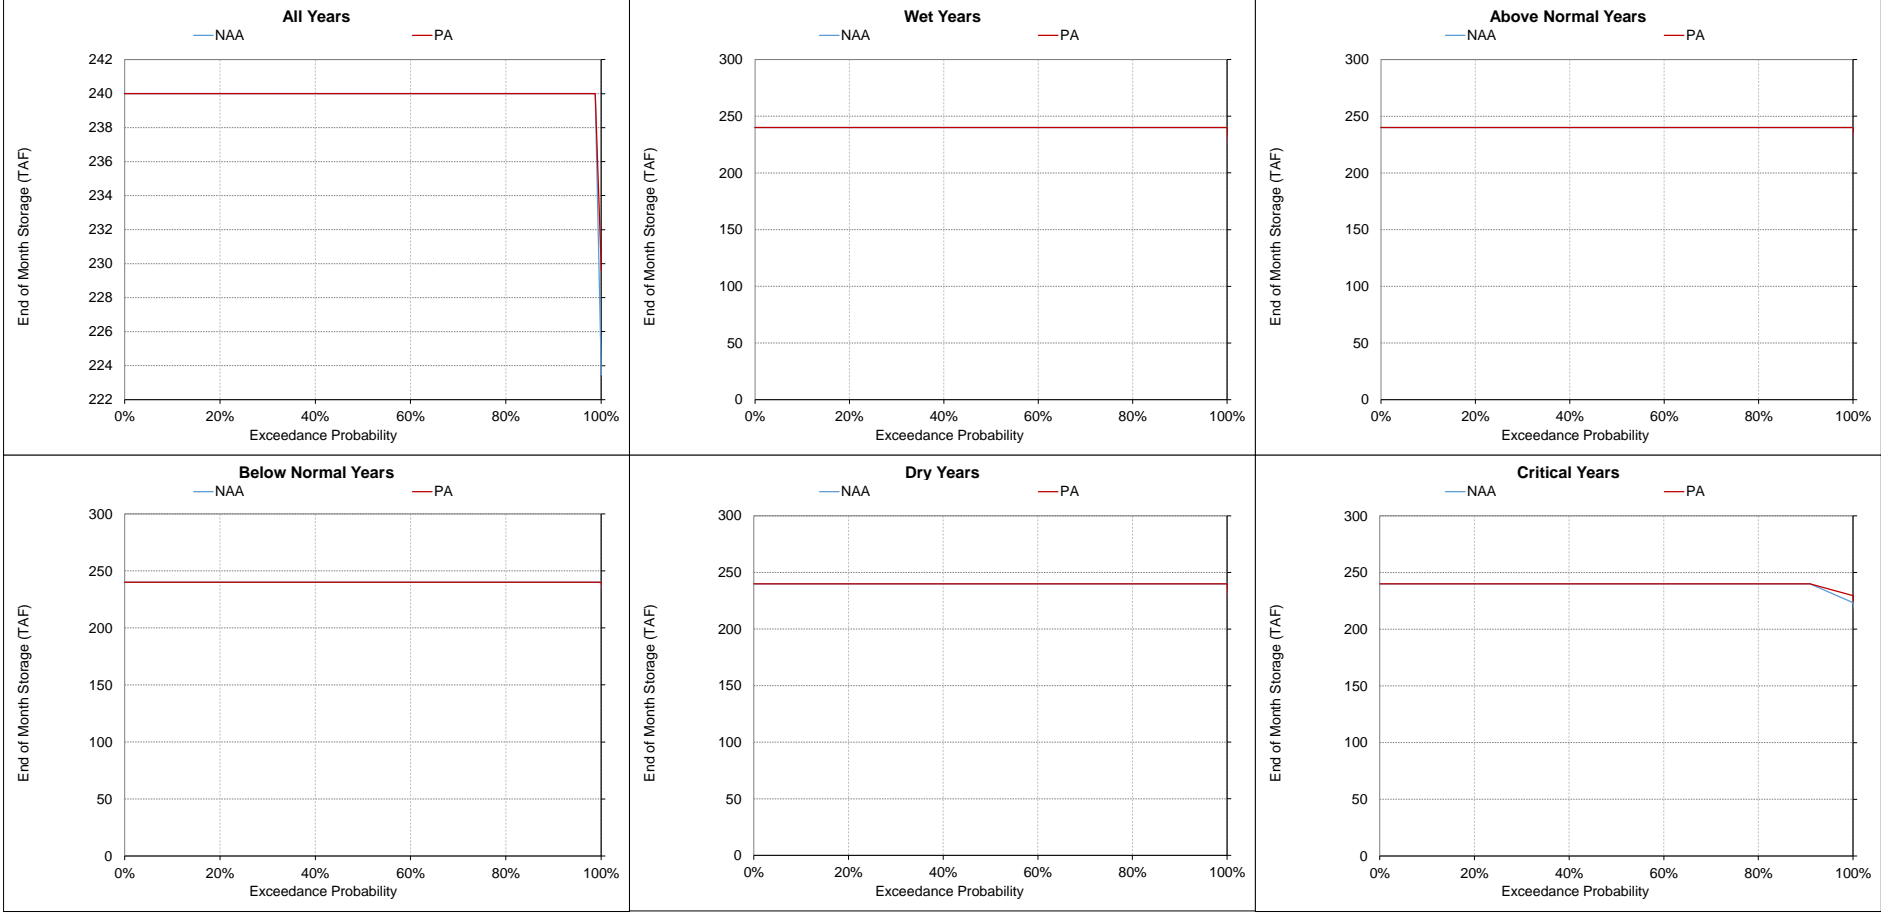 All Years
NAA PA
End of Month Storage (TAF)
242
240
238
236
234
232
230
228
226
224
222
0% 20% 40% 60% 80% 100%
Exceedance Probability
Wet Years
NAA PA
End of Month Storage (TAF)
300
250
200
150
100
50
0
0% 20% 40% 60% 80% 100%
Exceedance Probability
Above Normal Years
NAA PA
End of Month Storage (TAF)
300
250
200
150
100
50
0
0% 20% 40% 60% 80% 100%
Exceedance Probability
Below Normal Years
NAA PA
End of Month Storage (TAF)
300
250
200
150
100
50
0
0% 20% 40% 60% 80% 100%
Exceedance Probability
Dry Years
NAA PA
End of Month Storage (TAF)
300
250
200
150
100
50
0
0% 20% 40% 60% 80% 100%
Exceedance Probability
Critical Years
NAA PA
End of Month Storage (TAF)
300
250
200
150
100
50
0
0% 20% 40% 60% 80% 100%
Exceedance Probability